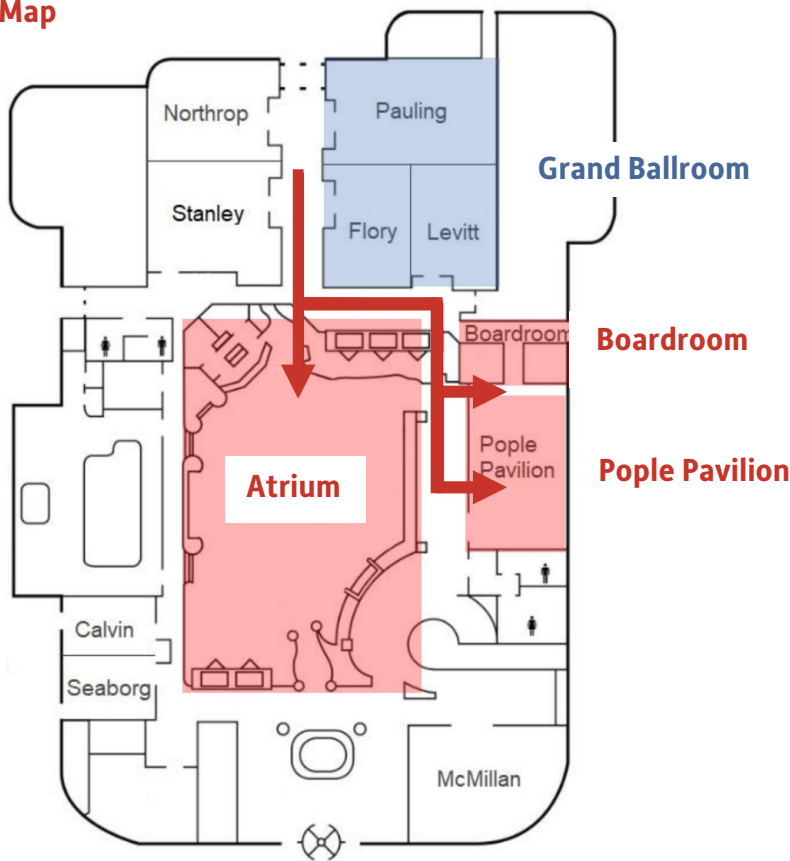 Map
Northrop
Pauling
Grand Ballroom
Stanley
Flory
Levitt
Boardroom
Boardroom
Pople
Pavilion
Pople Pavilion
Atrium
Calvin
Seaborg
McMillan